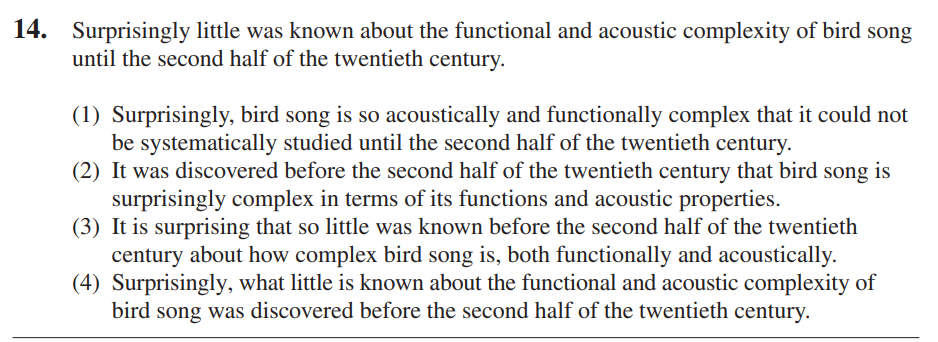 14. Surprisingly little was known about the functional and acoustic complexity of bird song
until the second half of the twentieth century.
(1) Surprisingly, bird song is so acoustically and functionally complex that it could not
be systematically studied until the second half of the twentieth century.
(2) It was discovered before the second half of the twentieth century that bird song is
surprisingly complex in terms of its functions and acoustic properties.
(3) It is surprising that so little was known before the second half of the twentieth
century about how complex bird song is, both functionally and acoustically.
(4) Surprisingly, what little is known about the functional and acoustic complexity of
bird song was discovered before the second half of the twentieth century.